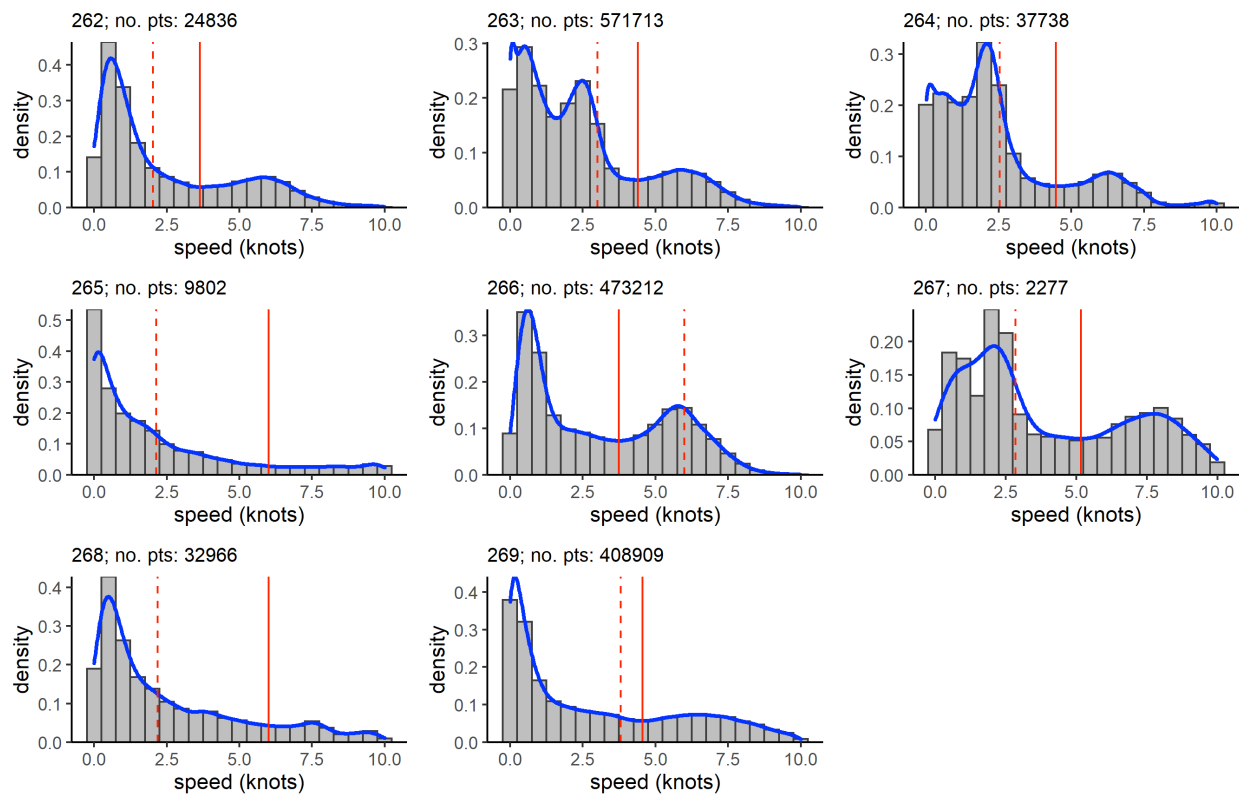 262; no. pts: 24836
density
0.4
0.3
0.2
0.1
0.0
0.0 2.5 5.0 7.5 10.0
speed (knots)
263; no. pts: 571713
density
0.3
0.2
0.1
0.0
0.0 2.5 5.0 7.5 10.0
speed (knots)
264; no. pts: 37738
density
0.3
0.2
0.1
0.0
0.0 2.5 5.0 7.5 10.0
speed (knots)
265; no. pts: 9802
density
0.5
0.4
0.3
0.2
0.1
0.0
0.0 2.5 5.0 7.5 10.0
speed (knots)
266; no. pts: 473212
density
0.3
0.2
0.1
0.0
0.0 2.5 5.0 7.5 10.0
speed (knots)
267; no. pts: 2277
density
0.20
0.15
0.10
0.05
0.00
0.0 2.5 5.0 7.5 10.0
speed (knots)
268; no. pts: 32966
density
0.4
0.3
0.2
0.1
0.0
0.0 2.5 5.0 7.5 10.0
speed (knots)
269; no. pts: 408909
density
0.4
0.3
0.2
0.1
0.0
0.0 2.5 5.0 7.5 10.0
speed (knots)